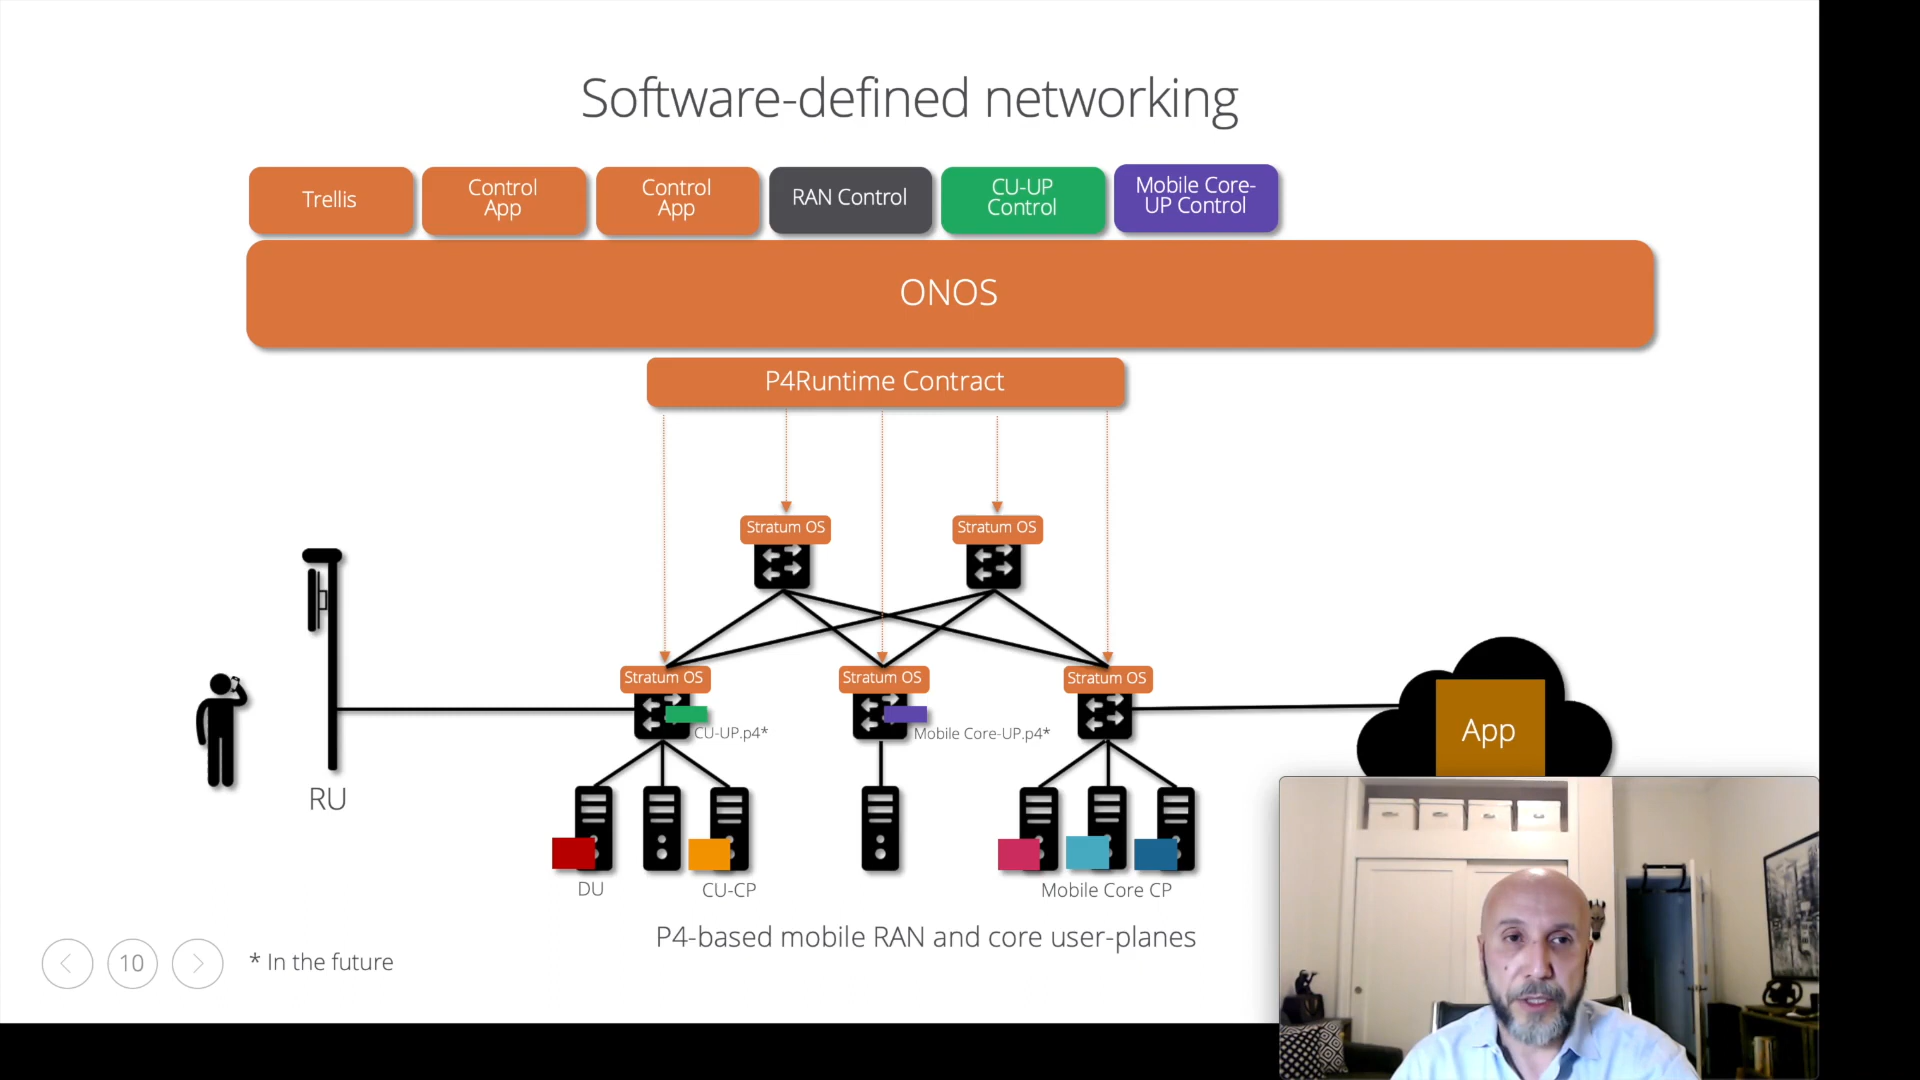 Software-defined networking
Trellis
Control
App
Control
App
RAN Control
CU-UP
Control
Mobile Core-
UP Control
ONOS
P4Runtime Contract
Stratum OS
Stratum OS
Stratum OS
Stratum OS
Stratum OS
CU-UP.p4*
Mobile Core-UP.p4*
App
RU
DU
CU-CP
Mobile Core CP
P4-based mobile RAN and core user-planes
10
* In the future